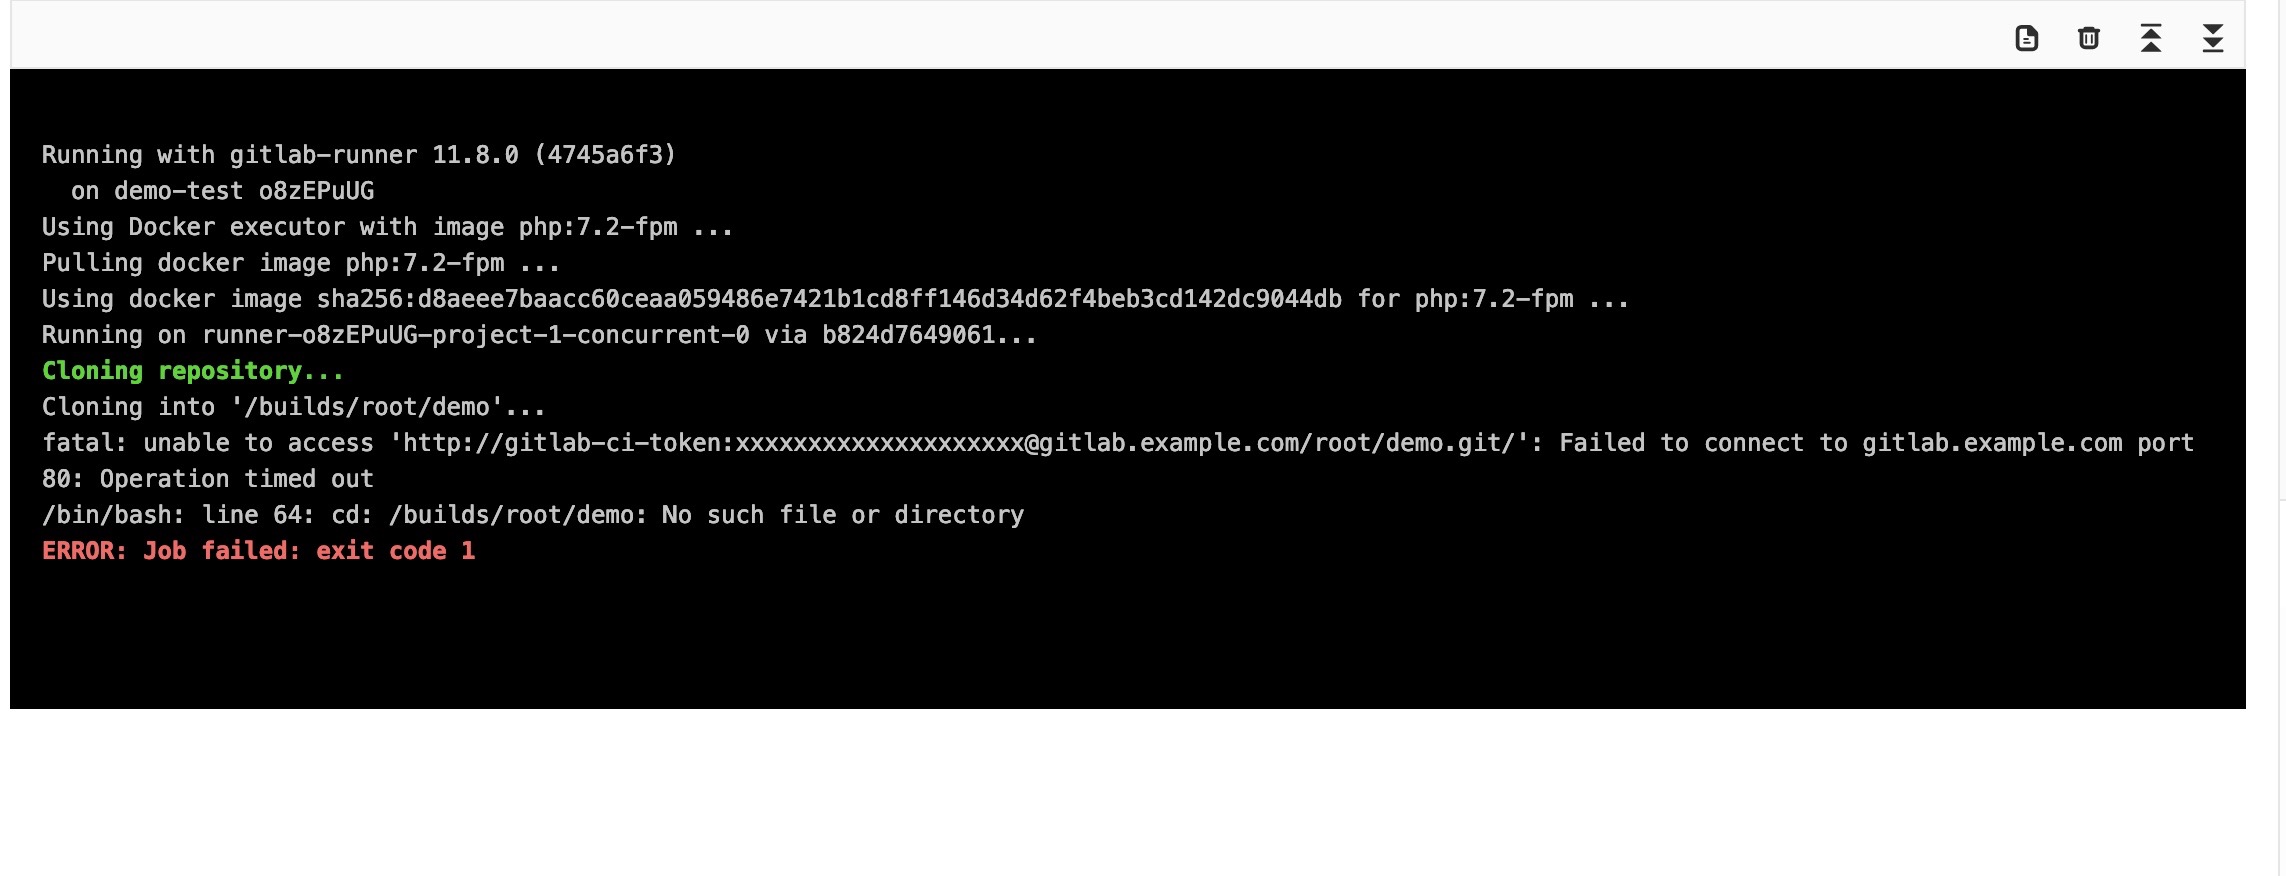 Running with gitlab-runner 11.8.0 (4745a6f3)
  on demo-test o8zEPuUG
Using Docker executor with image php:7.2-fpm ...
Pulling docker image php:7.2-fpm ...
Using docker image sha256:d8aeee7baacc60ceaa059486e7421b1cd8ff146d34d62f4beb3cd142dc9044db for php:7.2-fpm ...
Running on runner-o8zEPuUG-project-1-concurrent-0 via b824d7649061...
Cloning repository...
Cloning into '/builds/root/demo'...
fatal: unable to access 'http://gitlab-ci-token:xxxxxxxxxxxxxxxxxxxx@gitlab.example.com/root/demo.git/': Failed to connect to gitlab.example.com port
80: Operation timed out
/bin/bash: line 64: cd: /builds/root/demo: No such file or directory
ERROR: Job failed: exit code 1